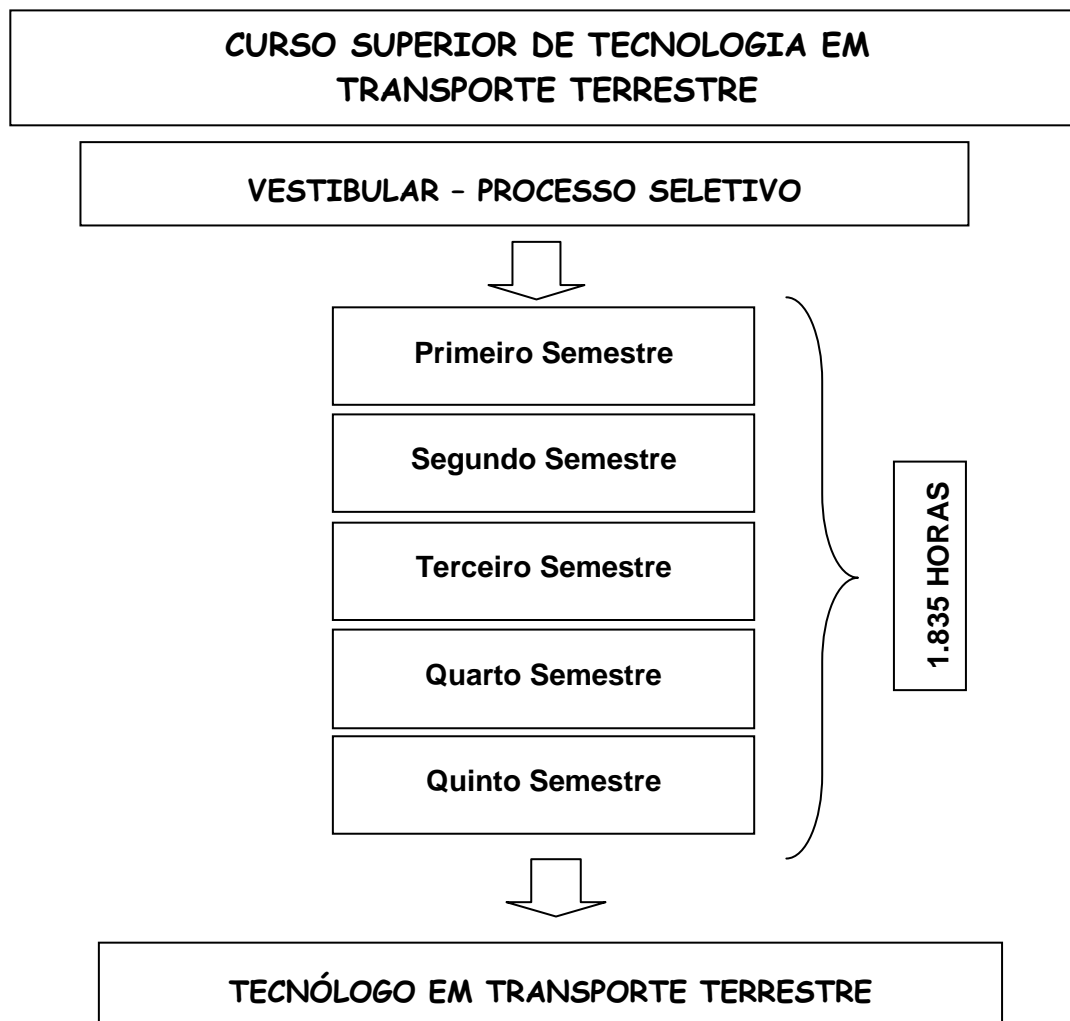 CURSO SUPERIOR DE TECNOLOGIA EM
TRANSPORTE TERRESTRE
VESTIBULAR – PROCESSO SELETIVO
Primeiro Semestre
Segundo Semestre
Terceiro Semestre
Quarto Semestre
Quinto Semestre
1.835 HORAS
TECNÓLOGO EM TRANSPORTE TERRESTRE